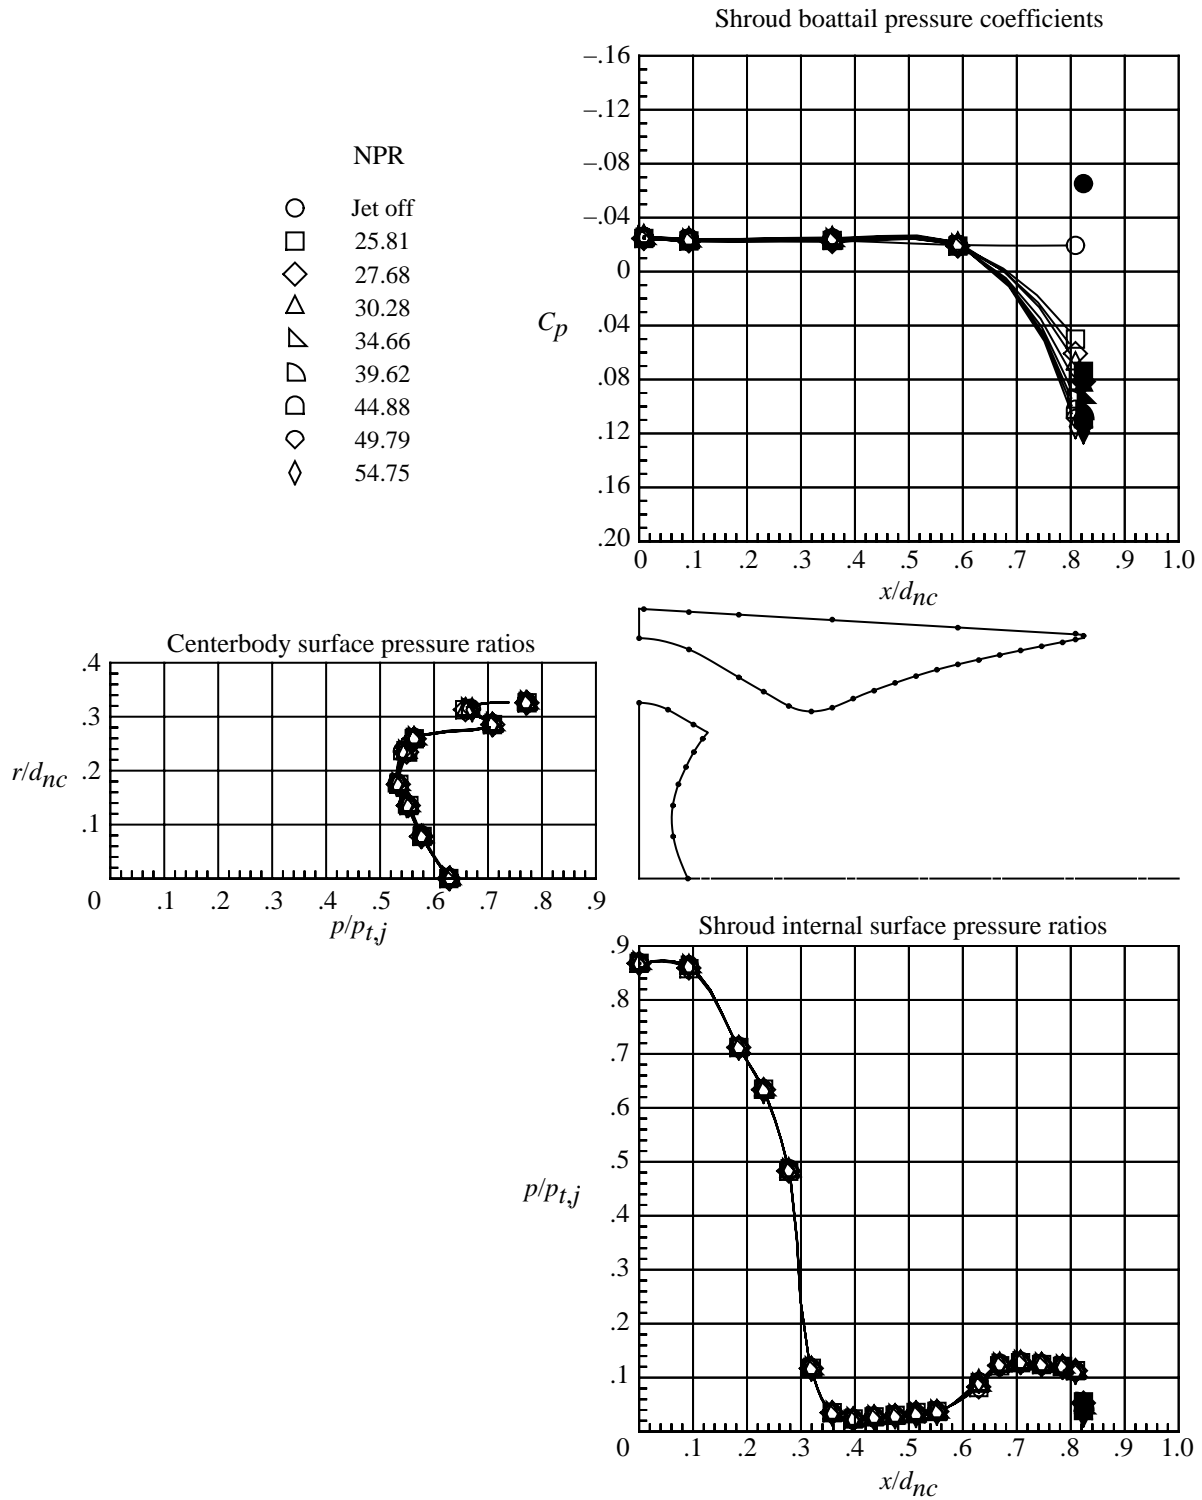 Shroud boattail pressure coefficients
−.16
−.12
−.08
−.04
0
.04
.08
.12
.16
.20
C_p
0 .1 .2 .3 .4 .5 .6 .7 .8 .9 1.0
x/d_nc
NPR
Jet off
25.81
27.68
30.28
34.66
39.62
44.88
49.79
54.75
Centerbody surface pressure ratios
.4
.3
.2
.1
r/d_nc
0 .1 .2 .3 .4 .5 .6 .7 .8 .9
p/p_t,j
Shroud internal surface pressure ratios
.9
.8
.7
.6
.5
.4
.3
.2
.1
p/p_t,j
0 .1 .2 .3 .4 .5 .6 .7 .8 .9 1.0
x/d_nc